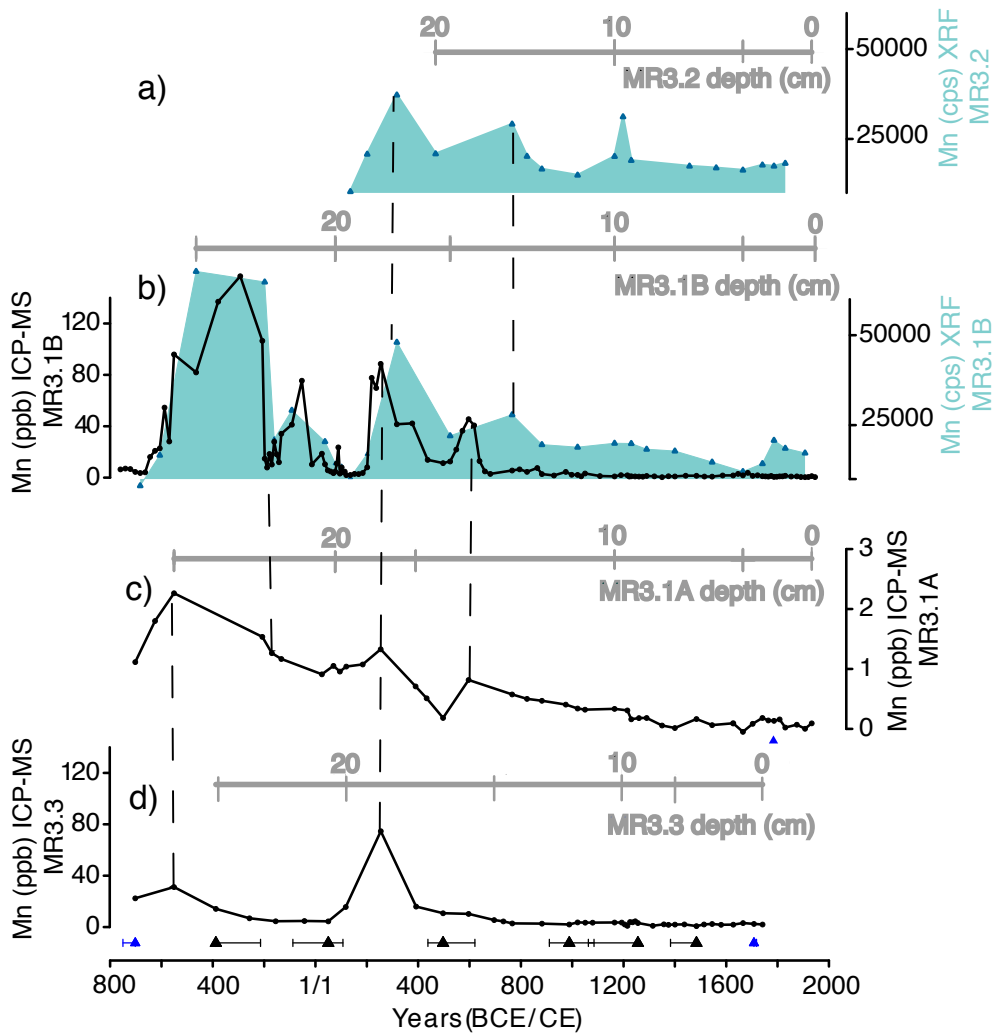 20
10
0
50000
MR3.2 depth (cm)
a)
25000
Mn (cps) XRF
MR3.2
20
10
0
MR3.1B depth (cm)
b)
120
80
40
0
Mn (ppb) ICP-MS
MR3.1B
50000
25000
Mn (cps) XRF
MR3.1B
20
10
0
MR3.1A depth (cm)
c)
3
2
1
0
Mn (ppb) ICP-MS
MR3.1A
20
10
0
MR3.3 depth (cm)
d)
120
80
40
0
Mn (ppb) ICP-MS
MR3.3
800 400 1/1 400 800 1200 1600 2000
Years(BCE/CE)